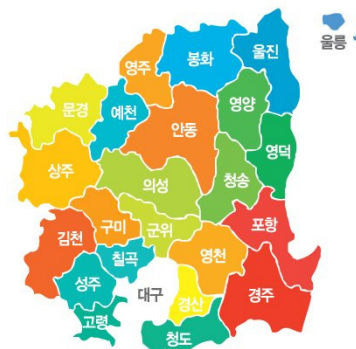 울릉
봉화
울진
영주
문경
예천
영양
안동
영덕
상주
의성
청송
포항
구미
군위
김천
영천
칠곡
성주
대구
경산
경주
고령
청도